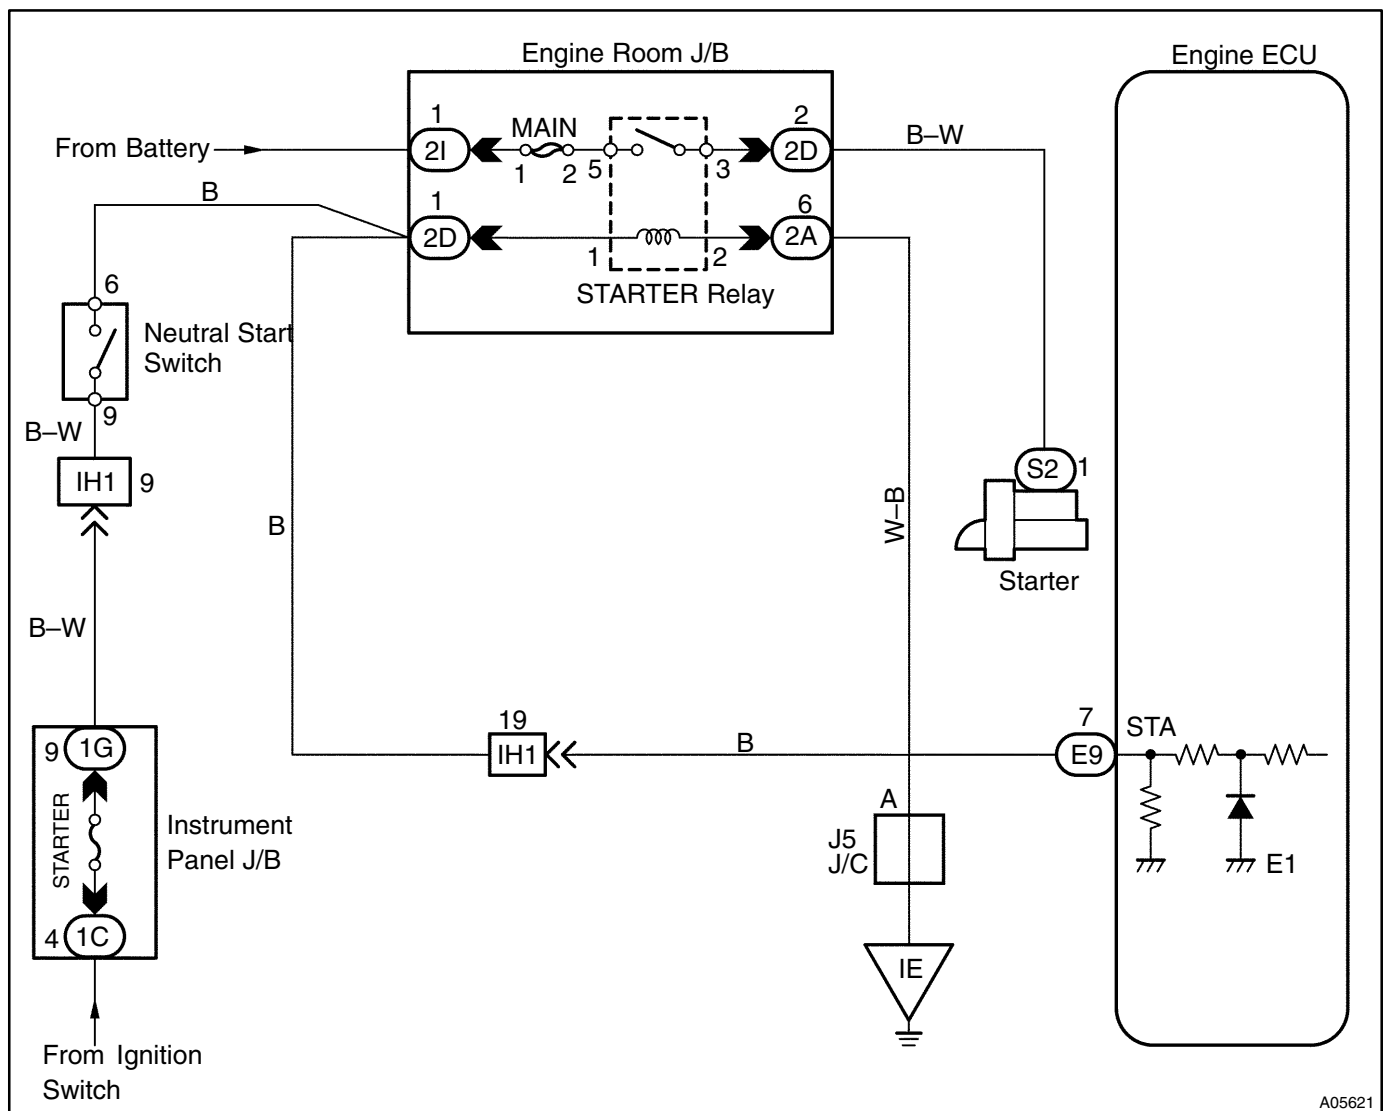 Engine Room J/B
Engine ECU
1
MAIN
2
From Battery
2I
2D
B–W
1 2 5 3
B
1
6
2D
2A
1
2
STARTER Relay
6
Neutral Start
Switch
9
B–W
IH1 9
S2 1
B
W–B
Starter
B–W
19
7
STA
9 1G
IH1
B
E9
STARTER
A
Instrument
Panel J/B
J5
J/C
E1
4 1C
IE
From Ignition
Switch
A05621